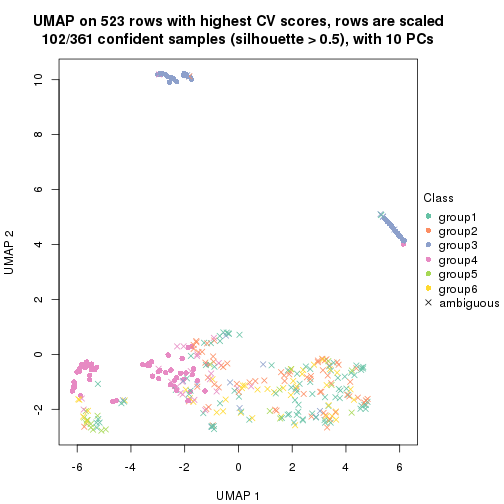 UMAP on 523 rows with highest CV scores, rows are scaled
102/361 confident samples (silhouette > 0.5), with 10 PCs
10
8
6
4
2
0
-2
UMAP 2
-6
-4
-2
0
2
4
6
UMAP 1
Class
group1
group2
group3
group4
group5
group6
ambiguous